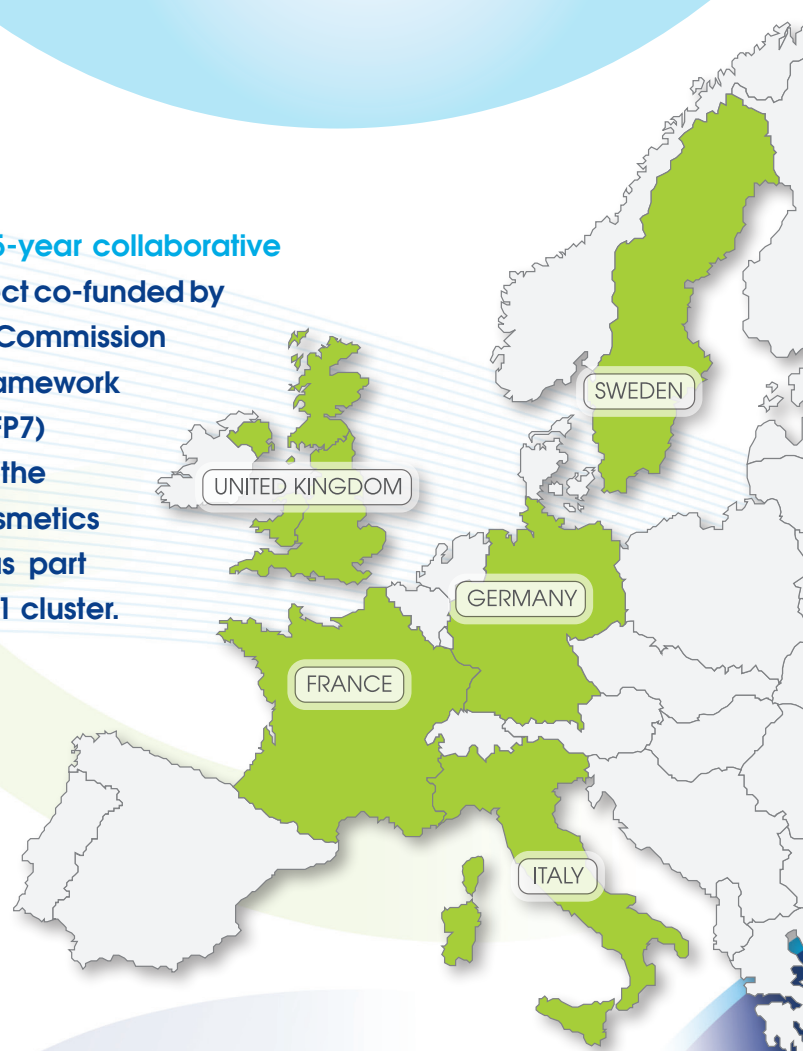 5-year collaborative
ct co-funded by
Commission
amework
FP7)
the
smetics
as part
1 cluster.
SWEDEN
UNITED KINGDOM
GERMANY
FRANCE
ITALY